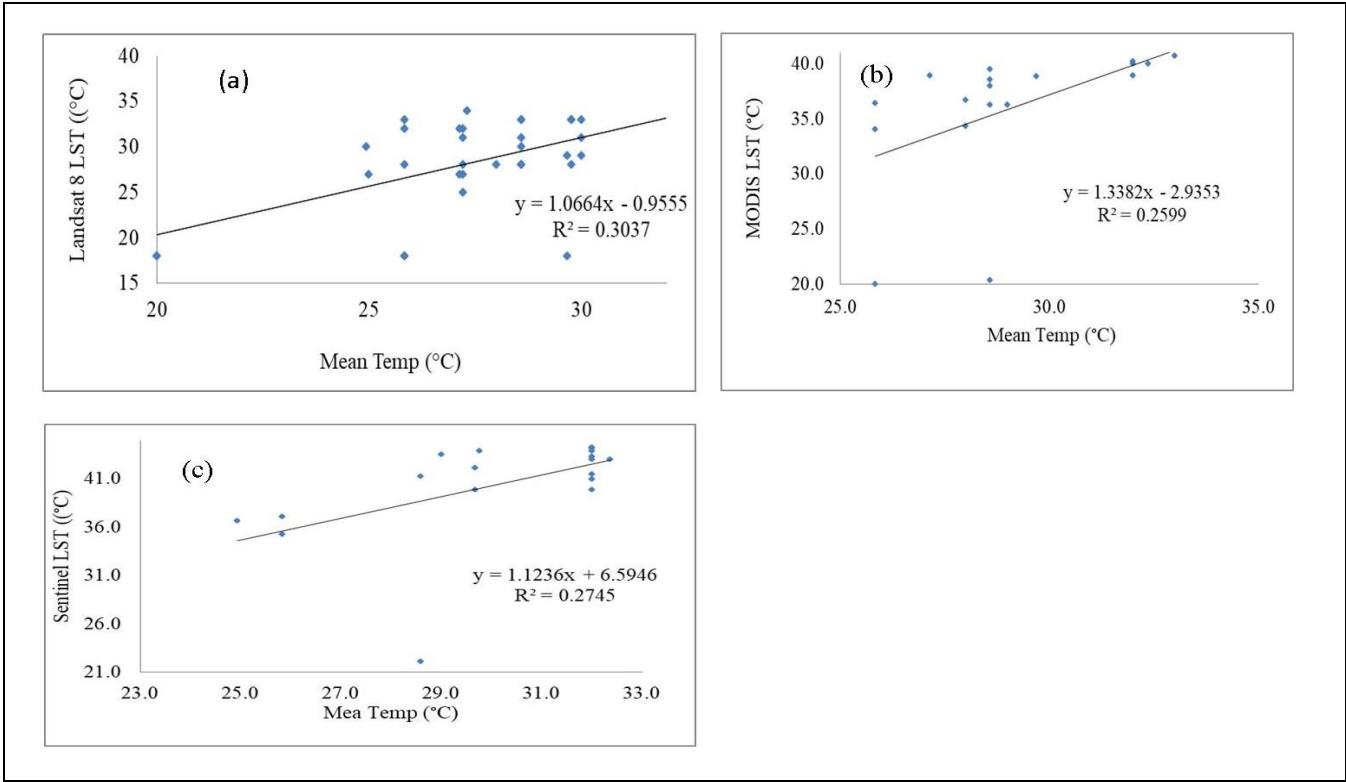 (a)
Landsat 8 LST ((°C)
40
35
30
25
20
15
y = 1.0664x - 0.9555
R² = 0.3037
20 25 30
Mean Temp (°C)
(b)
MODIS LST (°C)
40.0
35.0
30.0
25.0
20.0
y = 1.3382x - 2.9353
R² = 0.2599
25.0 30.0 35.0
Mean Temp (°C)
(c)
Sentinel LST ((°C)
41.0
36.0
31.0
26.0
21.0
y = 1.1236x + 6.5946
R² = 0.2745
23.0 25.0 27.0 29.0 31.0 33.0
Mea Temp (°C)